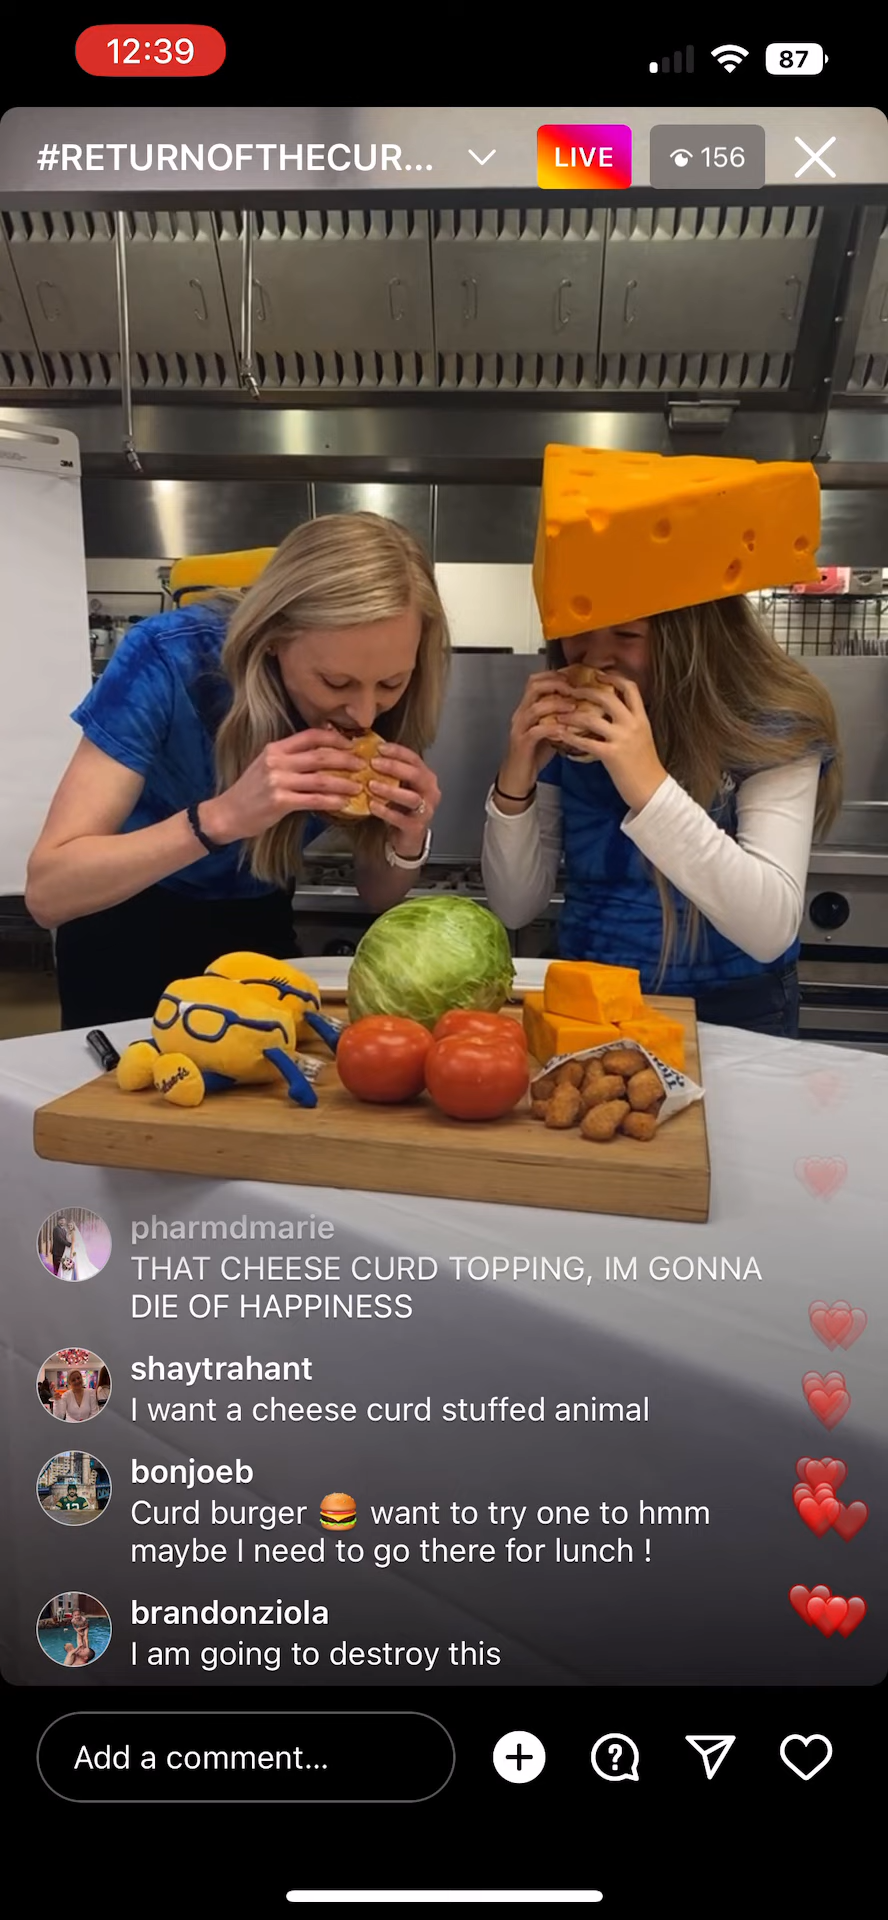 12:39
87
#RETURNOFTHECUR...
LIVE
156
3M
pharmdmarie
THAT CHEESE CURD TOPPING, IM GONNA
DIE OF HAPPINESS
shaytrahant
I want a cheese curd stuffed animal
bonjoeb
Curd burger 🍔 want to try one to hmm
maybe I need to go there for lunch !
brandonziola
I am going to destroy this
Add a comment...